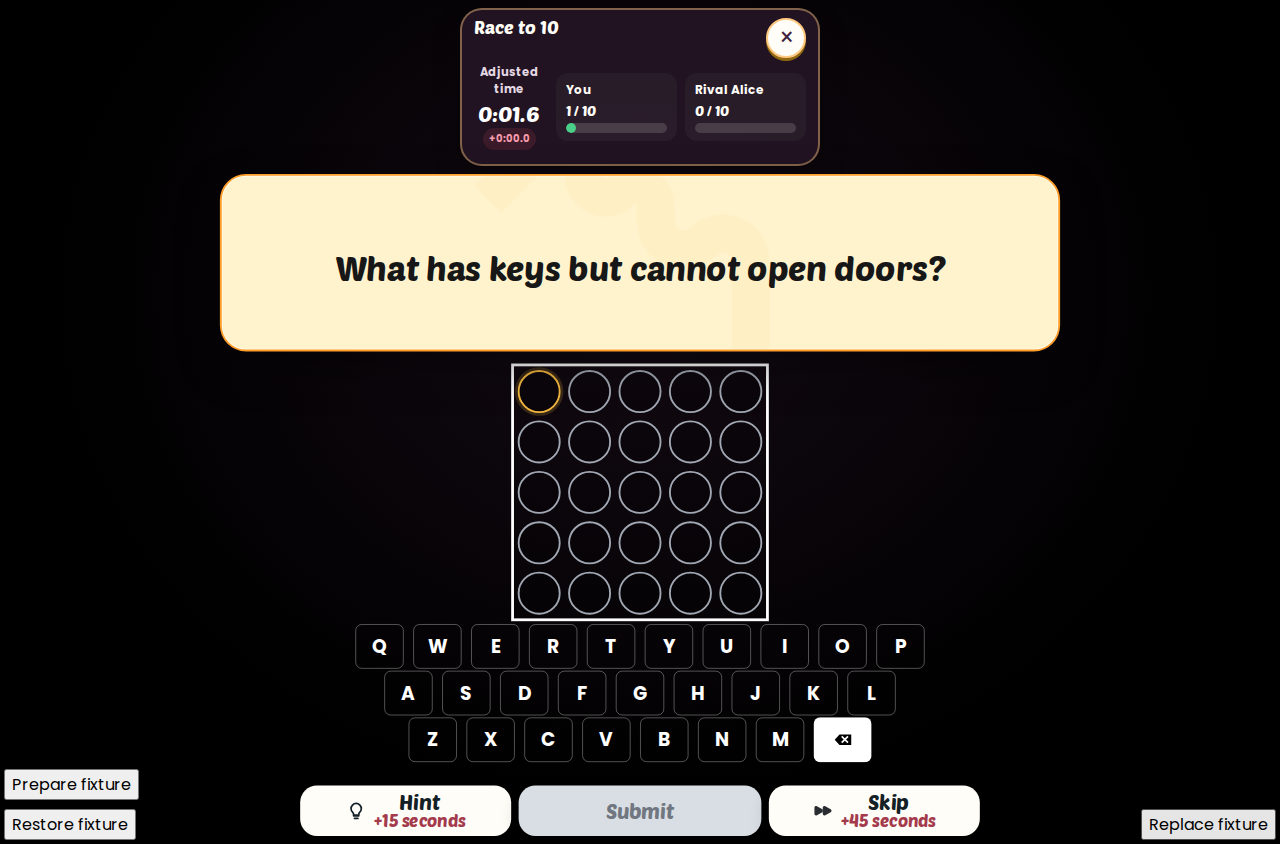 Race to 10
×
Adjusted
time
0:01.6
+0:00.0
You
1 / 10
Rival Alice
0 / 10
What has keys but cannot open doors?
Q W E R T Y U I O P
A S D F G H J K L
Z X C V B N M
Prepare fixture
Restore fixture
Hint
+15 seconds
Submit
Skip
+45 seconds
Replace fixture